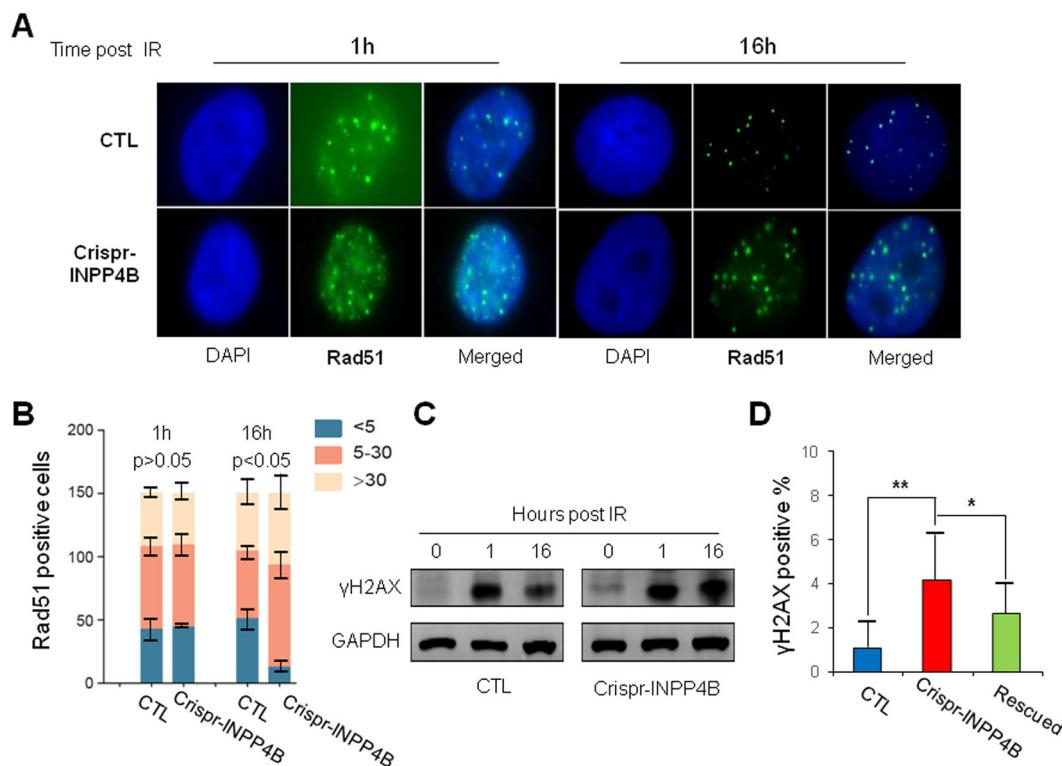 A
Time post IR
1h
16h
CTL
Crispr-
INPP4B
DAPI
Rad51
Merged
DAPI
Rad51
Merged
B
Rad51 positive cells
200
150
100
50
0
1h
p>0.05
16h
p<0.05
<5
5-30
>30
CTL
Crispr-INPP4B
CTL
Crispr-INPP4B
C
Hours post IR
0
1
16
0
1
16
γH2AX
GAPDH
CTL
Crispr-INPP4B
D
γH2AX positive %
10
8
6
4
2
0
**
*
CTL
Crispr-INPP4B
Rescued